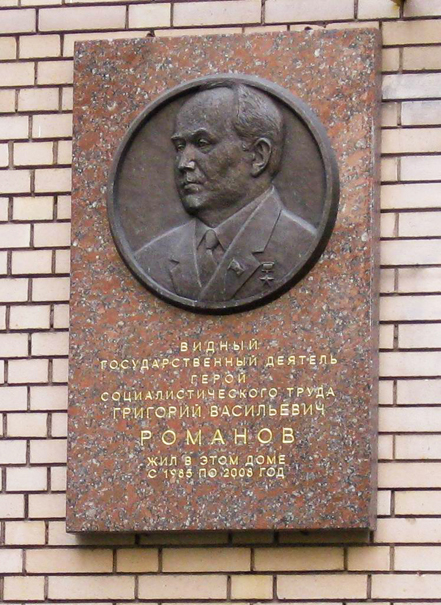 ВИДНЫЙ
ГОСУДАРСТВЕННЫЙ ДЕЯТЕЛЬ
ГЕРОЙ
СОЦИАЛИСТИЧЕСКОГО ТРУДА
ГРИГОРИЙ ВАСИЛЬЕВИЧ
РОМАНОВ
ЖИЛ В ЭТОМ ДОМЕ
С 1985 ПО 2008 ГОД